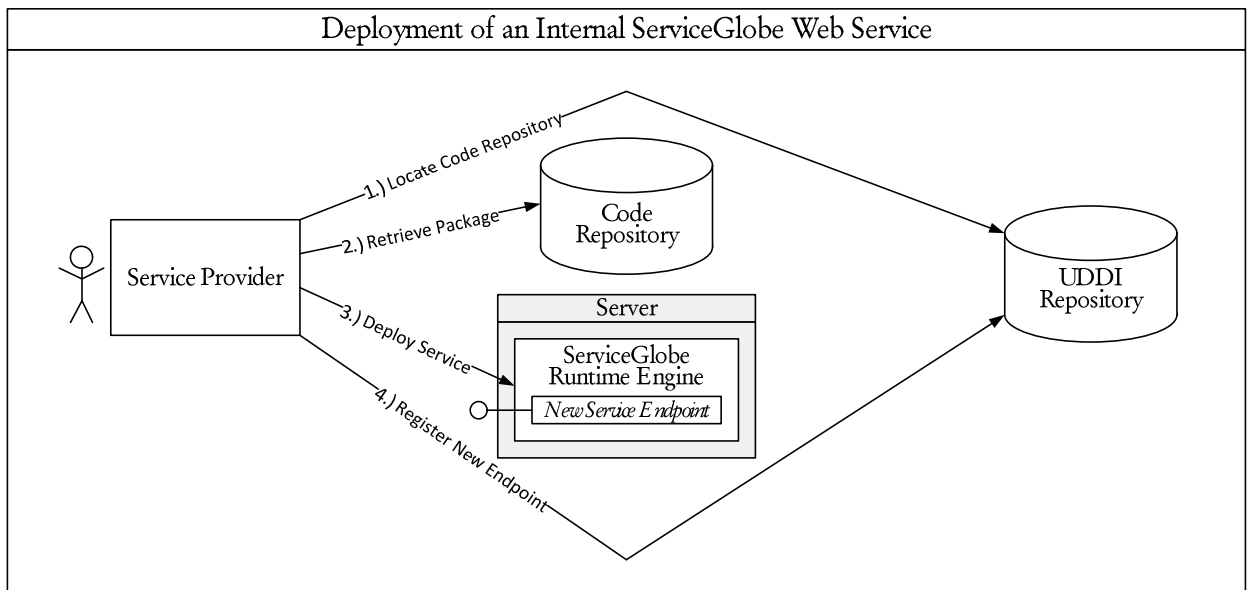 Deployment of an Internal ServiceGlobe Web Service
1.) Locate Code Repository
2.) Retrieve Package
Code
Repository
Service Provider
UDDI
Repository
3.) Deploy Service
Server
ServiceGlobe
Runtime Engine
New Service Endpoint
4.) Register New Endpoint